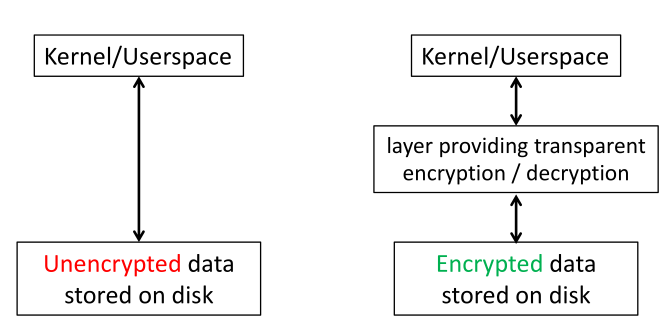 Kernel/Userspace
Unencrypted data
stored on disk
Kernel/Userspace
layer providing transparent
encryption / decryption
Encrypted data
stored on disk